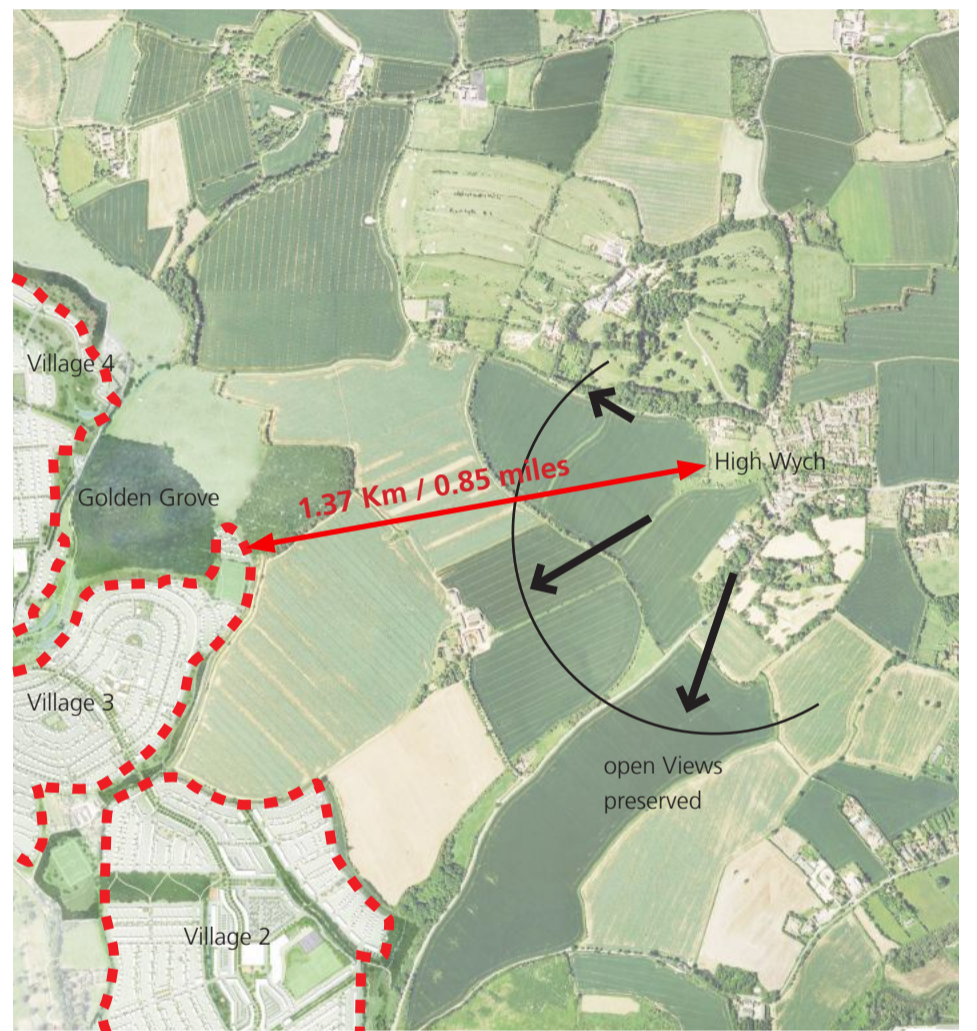 Village 4
High Wych
1.37 Km / 0.85 miles
Golden Grove
Village 3
open Views
preserved
Village 2